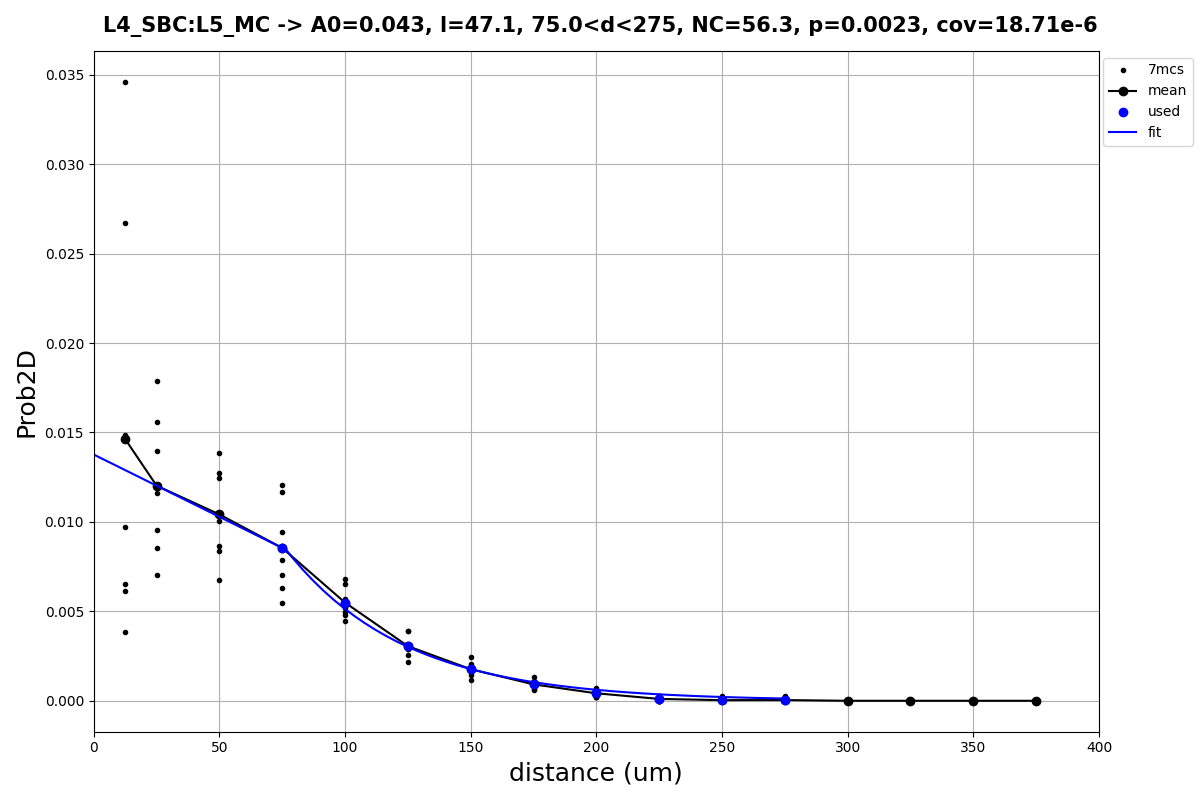 L4_SBC:L5_MC -> A0=0.043, l=47.1, 75.0<d<275, NC=56.3, p=0.0023, cov=18.71e-6
7mcs
mean
used
fit
0.035
0.030
0.025
0.020
0.015
0.010
0.005
0.000
Prob2D
0 50 100 150 200 250 300 350 400
distance (um)